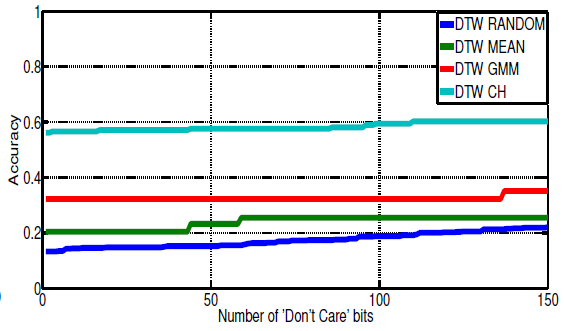 1
0.8
0.6
0.4
0.2
0
0 50 100 150
Accuracy
Number of 'Don't Care' bits
DTW RANDOM
DTW MEAN
DTW GMM
DTW CH